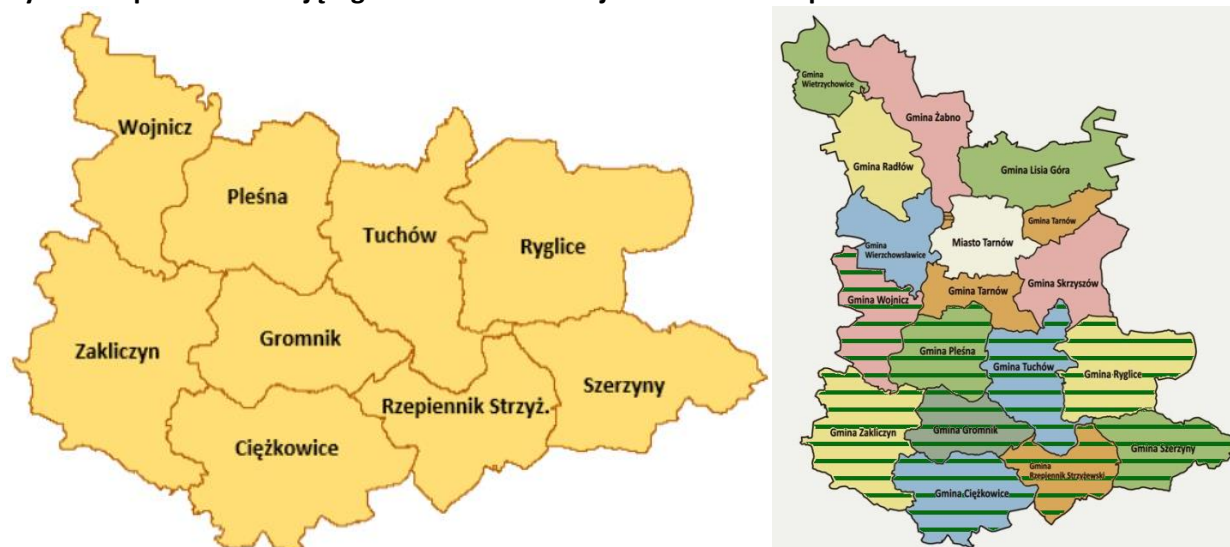 Wojnicz
Pleśna
Tuchów
Ryglice
Zakliczyn
Gromnik
Szerzyny
Rzepiennik Strzyż.
Ciężkowice
Gmina
Wietrzychowice
Gmina Żabno
Gmina Radłów
Gmina Lisia Góra
Gmina Tarnów
Miasto Tarnów
Gmina
Wierzchosławice
Gmina Skrzyszów
Gmina Tarnów
Gmina Wojnicz
Gmina Pleśna
Gmina Tuchów
Gmina Ryglice
Gmina Zakliczyn
Gmina Gromnik
Gmina Szerzyny
Gmina
Rzepiennik Strzyżewski
Gmina Ciężkowice